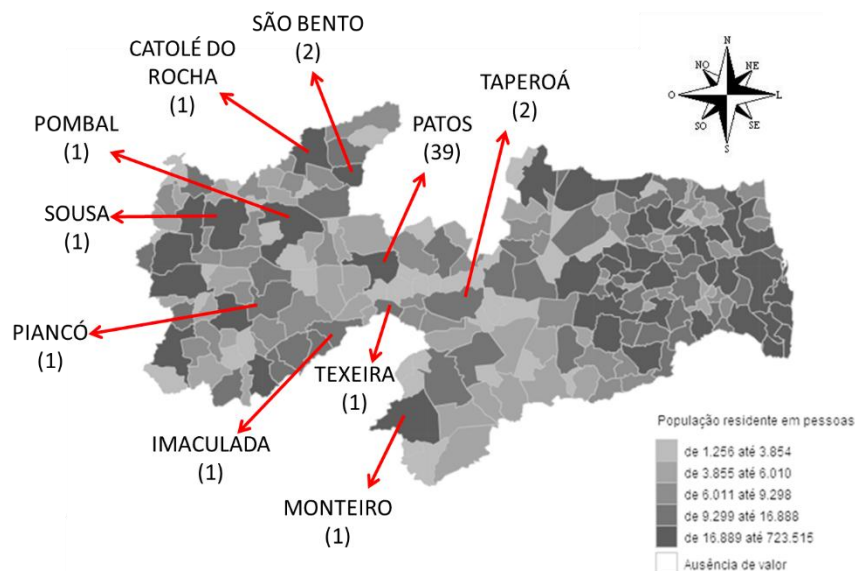 SÃO BENTO
(2)
CATOLÉ DO
ROCHA
(1)
TAPEROÁ
(2)
POMBAL
(1)
PATOS
(39)
SOUSA
(1)
PIANCÓ
(1)
TEXEIRA
(1)
IMACULADA
(1)
MONTEIRO
(1)
N
NO
NE
O
L
SO
SE
S
População residente em pessoas
de 1.256 até 3.854
de 3.855 até 6.010
de 6.011 até 9.298
de 9.299 até 16.888
de 16.889 até 723.515
Ausência de valor